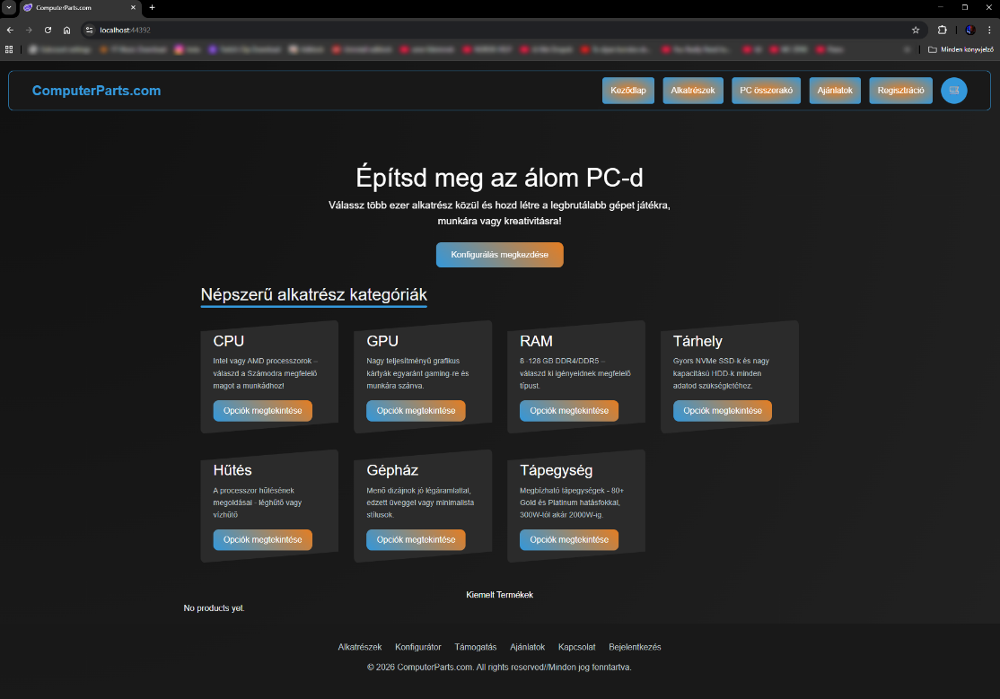 ComputerParts.com
localhost:44392
Minden könyvjelző
ComputerParts.com
Kezdőlap
Alkatrészek
PC összerakó
Ajánlatok
Regisztráció
Építsd meg az álom PC-d
Válassz több ezer alkatrész közül és hozd létre a legbrutálabb gépet játékra,
munkára vagy kreativitásra!
Konfigurálás megkezdése
Népszerű alkatrész kategóriák
CPU
Intel vagy AMD processzorok –
válaszd a Számodra megfelelő
magot a munkádhoz!
Opciók megtekintése
GPU
Nagy teljesítményű grafikus
kártyák egyaránt gaming-re és
munkára szánva.
Opciók megtekintése
RAM
8 -128 GB DDR4/DDR5 –
válaszd ki igényeidnek megfelelő
típust.
Opciók megtekintése
Tárhely
Gyors NVMe SSD-k és nagy
kapacitású HDD-k minden
adatod szükségletéhez.
Opciók megtekintése
Hűtés
A processzor hűtésének
megoldásai - léghűtő vagy
vízhűtő
Opciók megtekintése
Gépház
Menő dizájnok jó légáramlattal,
edzett üveggel vagy minimalista
stílusok.
Opciók megtekintése
Tápegység
Megbízható tápegységek - 80+
Gold és Platinum hatásfokkal,
300W-tól akár 2000W-ig.
Opciók megtekintése
Kiemelt Termékek
No products yet.
Alkatrészek
Konfigurátor
Támogatás
Ajánlatok
Kapcsolat
Bejelentkezés
© 2026 ComputerParts.com. All rights reserved//Minden jog fenntartva.